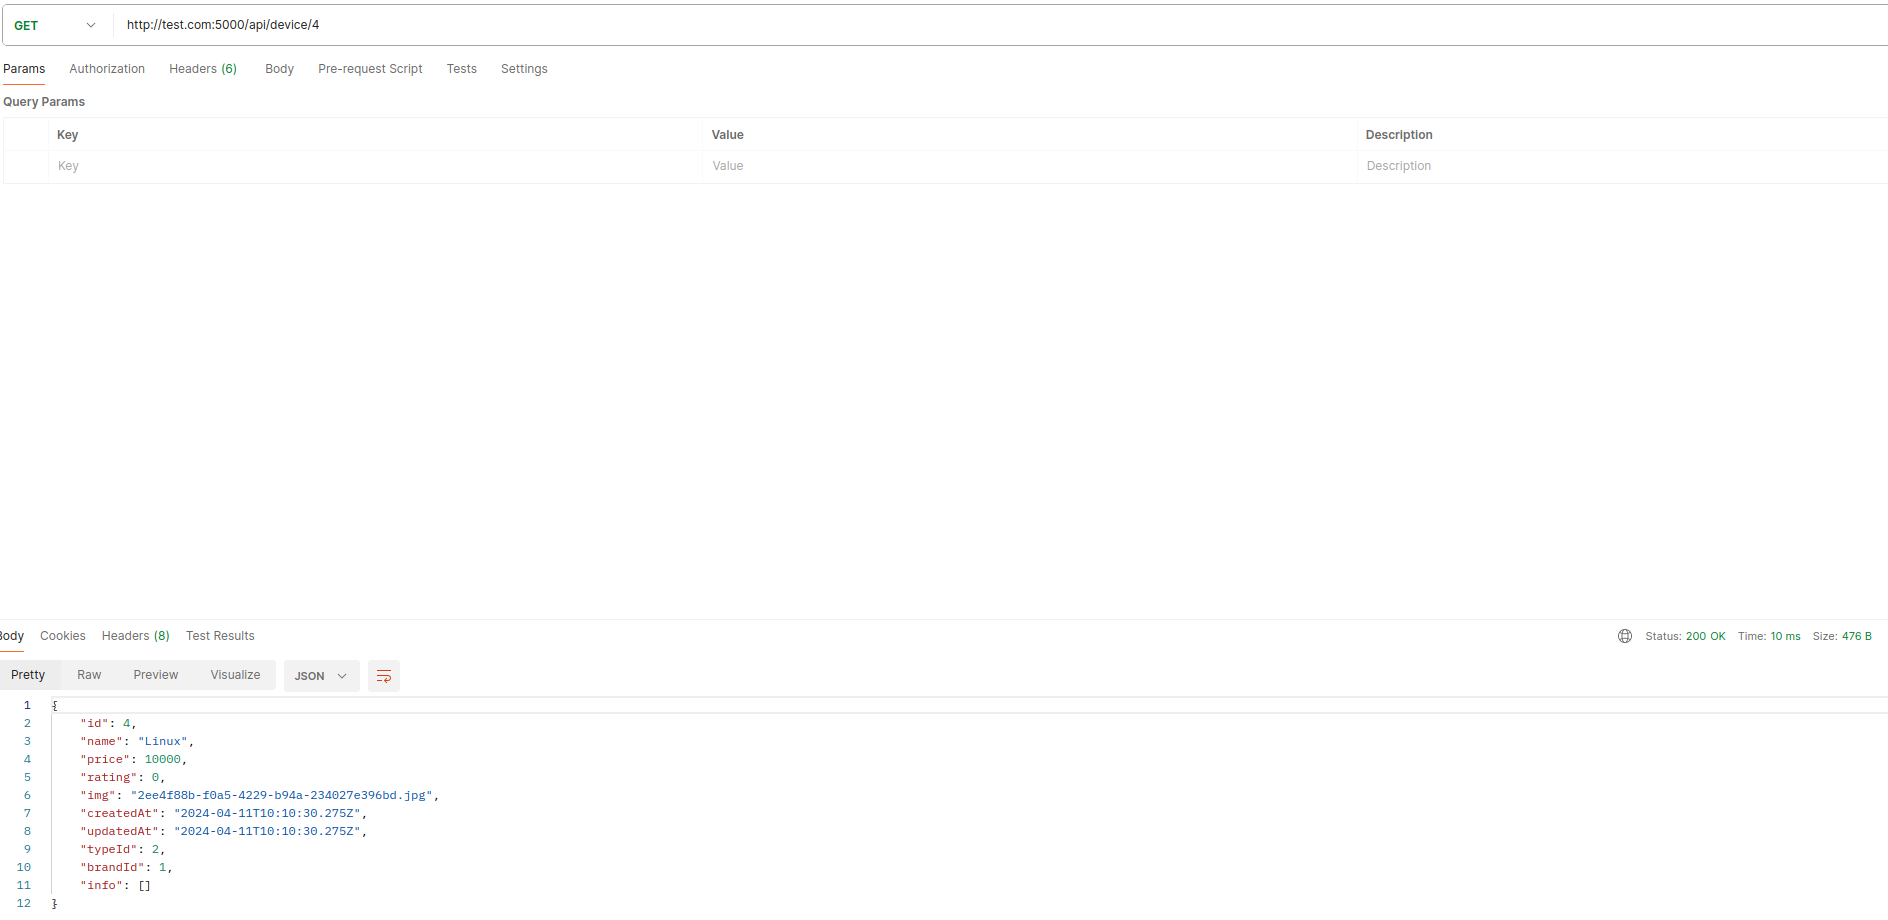 GET http://test.com:5000/api/device/4
Params Authorization Headers (6) Body Pre-request Script Tests Settings
Query Params
Key Value Description
Key Value Description
Body Cookies Headers (8) Test Results Status: 200 OK Time: 10 ms Size: 476 B
Pretty Raw Preview Visualize JSON
1 {
2 "id": 4,
3 "name": "Linux",
4 "price": 10000,
5 "rating": 0,
6 "img": "2ee4f88b-f0a5-4229-b94a-234027e396bd.jpg",
7 "createdAt": "2024-04-11T10:10:30.275Z",
8 "updatedAt": "2024-04-11T10:10:30.275Z",
9 "typeId": 2,
10 "brandId": 1,
11 "info": []
12 }